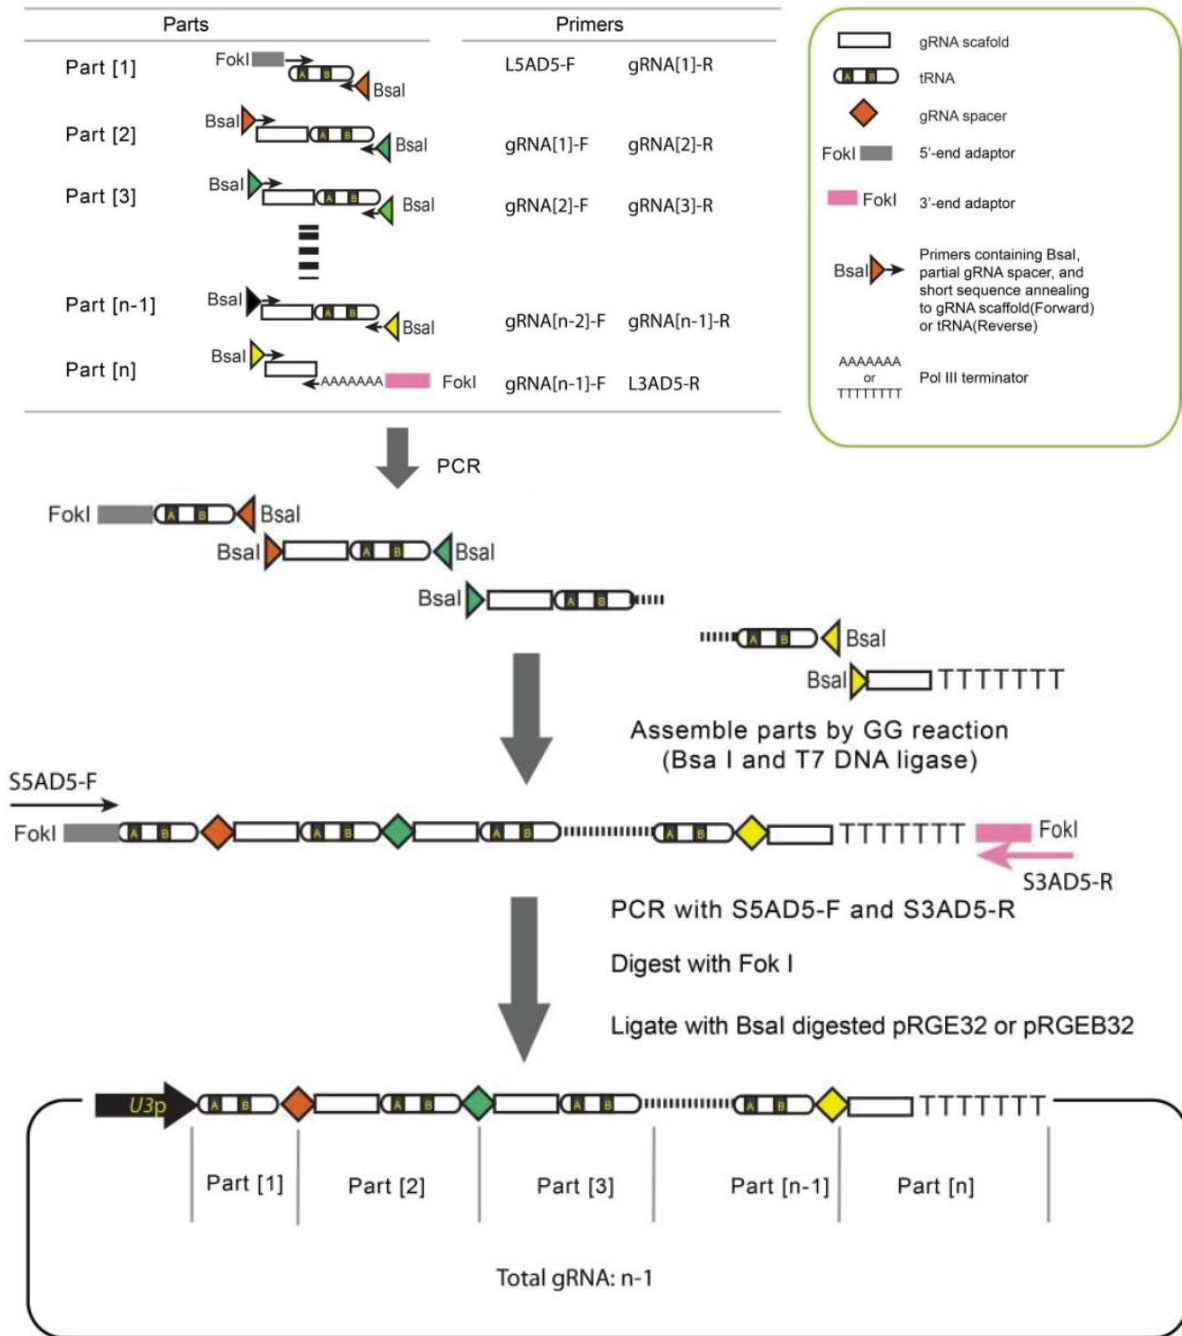 Parts Primers
Part [1] FokI BsaI L5AD5-F gRNA[1]-R
A B
Part [2] BsaI BsaI gRNA[1]-F gRNA[2]-R
A B
Part [3] BsaI BsaI gRNA[2]-F gRNA[3]-R
A B
Part [n-1] BsaI BsaI gRNA[n-2]-F gRNA[n-1]-R
A B
Part [n] BsaI AAAAAAA FokI gRNA[n-1]-F L3AD5-R
gRNA scafold
A B tRNA
gRNA spacer
FokI 5'-end adaptor
FokI 3'-end adaptor
BsaI Primers containing BsaI,
partial gRNA spacer, and
short sequence annealing
to gRNA scaffold(Forward)
or tRNA(Reverse)
AAAAAAA
or
TTTTTTTT
Pol III terminator
PCR
FokI A B BsaI
BsaI A B BsaI
BsaI A B
A B BsaI
BsaI TTTTTTT
Assemble parts by GG reaction
(Bsa I and T7 DNA ligase)
S5AD5-F
FokI A B A B A B A B TTTTTTT FokI
S3AD5-R
PCR with S5AD5-F and S3AD5-R
Digest with Fok I
Ligate with BsaI digested pRGE32 or pRGEB32
U3p A B A B A B A B TTTTTTT
Part [1] Part [2] Part [3] Part [n-1] Part [n]
Total gRNA: n-1